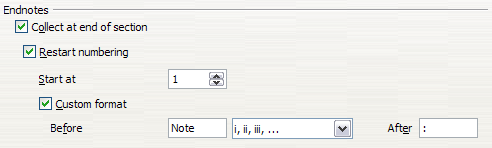 Endnotes
Collect at end of section
Restart numbering
Start at 1
Custom format
Before Note i, ii, iii, ... After :